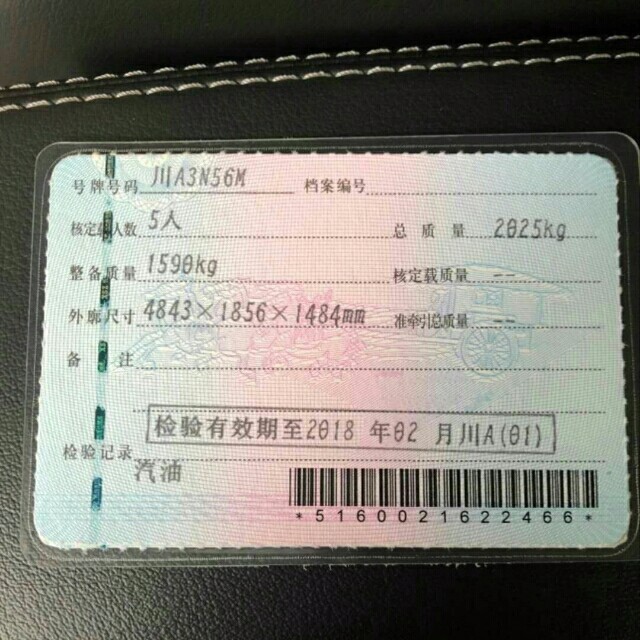 号牌号码 川A3N56M 档案编号
核定载人数 5人 总质量 2025kg
整备质量 1590kg 核定载质量 --
外廓尺寸 4843×1856×1484mm 准牵引总质量 --
备注
检验有效期至2018 年02 月川A(01)
检验记录
汽油
*5160021622466*